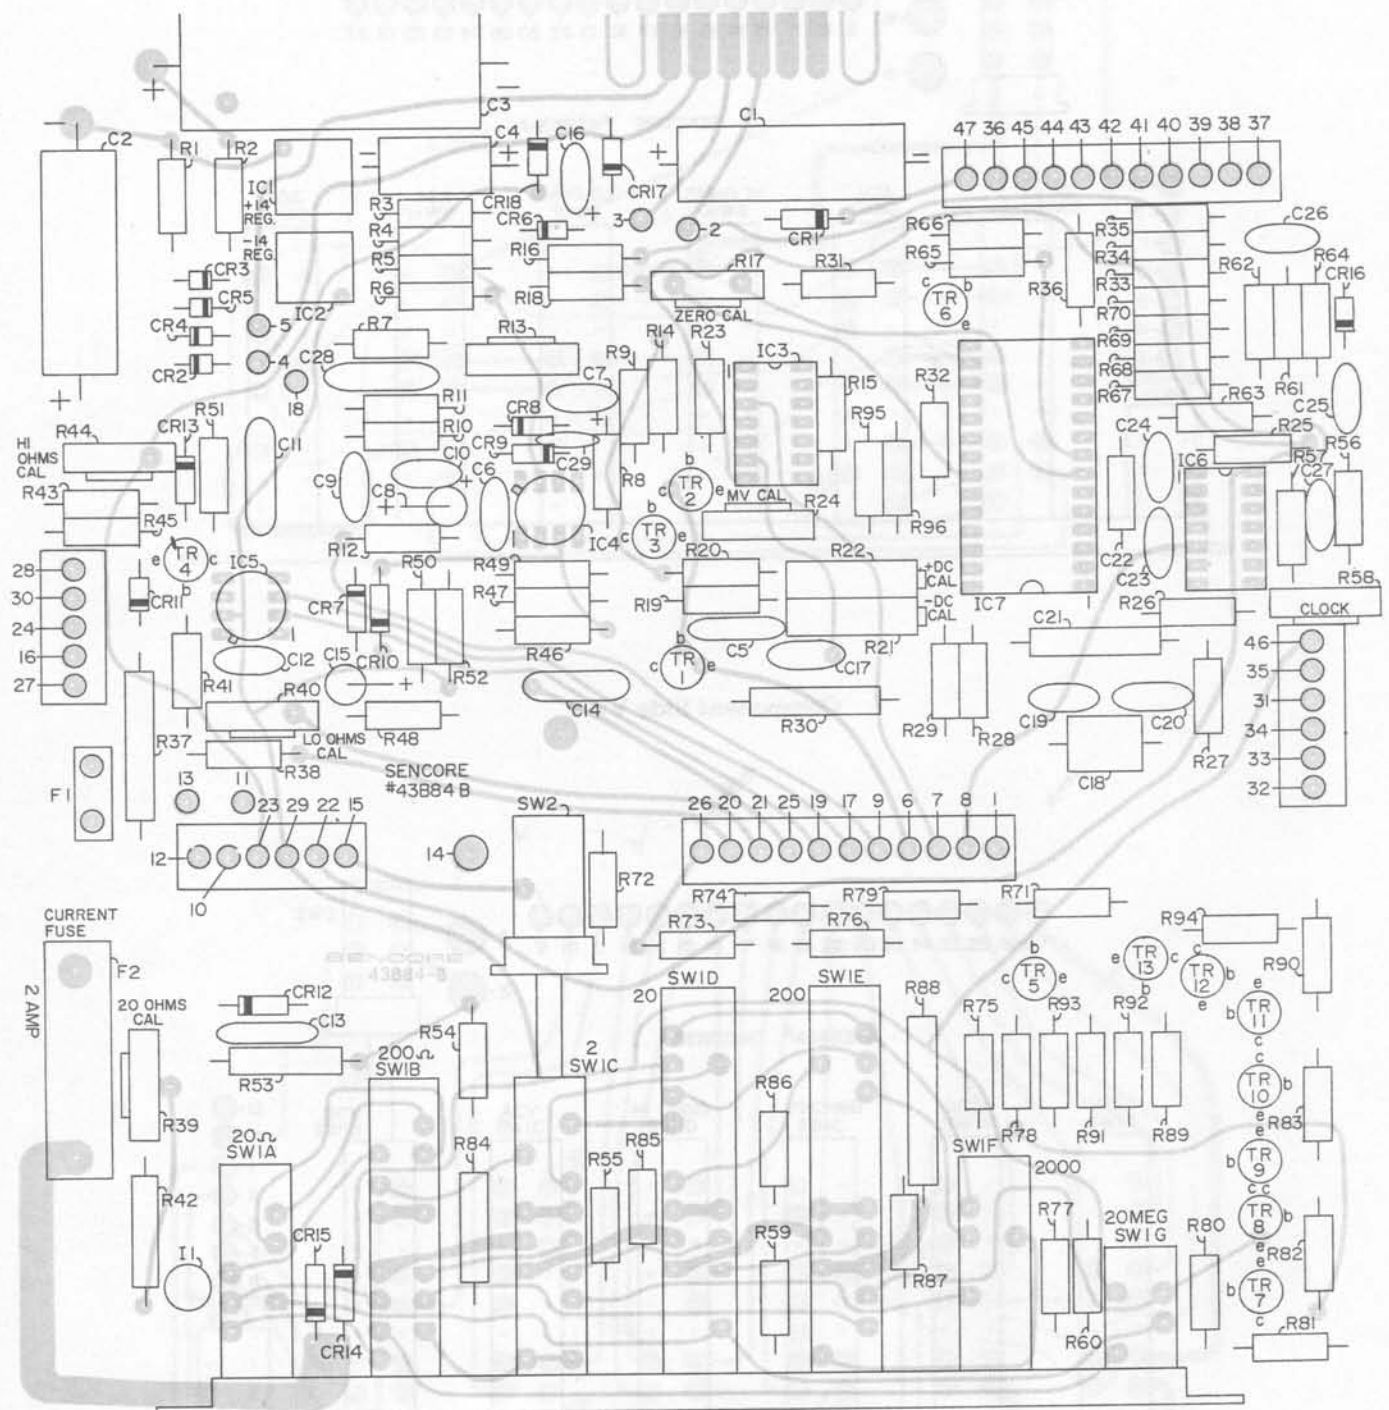 C3
C2
R1
R2
C4
C16
C1
47 36 45 44 43 42 41 40 39 38 37
IC1
+14
REG.
CR18
CR17
R3
R4
R5
R6
CR6
R16
R18
3
2
CR1
R66
R65
R35
R34
R33
R70
R69
R68
R67
C26
-14
REG.
IC2
CR3
CR5
CR4
CR2
5
4
18
R17
ZERO CAL
R31
TR
6
c
b
e
R36
R62
R64
CR16
R61
R7
R13
R14
R23
R9
IC3
R15
R32
C28
C7
R11
R10
CR8
CR9
C29
R95
R96
R63
R25
C25
C24
IC6
R57
C27
R56
HI
OHMS
CAL
R44
CR13
R51
C11
R43
R45
C9
C10
C8
C6
R8
TR
2
b
c
e
MV CAL
R24
TR
3
b
c
C22
C23
28
30
24
16
27
TR
4
e
c
b
IC5
CR11
R12
R50
CR7
CR10
R49
R47
R46
IC4
R20
R19
R22
+DC
CAL
-DC
CAL
R21
IC7
1
R26
R58
CLOCK
C21
C12
C15
R52
C14
TR
1
b
c
e
C5
C17
R30
R29
R28
C19
C20
C18
R27
46
35
31
34
33
32
R41
R40
LO OHMS
CAL
R38
R37
R48
F1
13
11
SENCORE
#43B84B
23 29 22 15
12
10
14
SW2
R72
26 20 21 25 19 17 9 6 7 8 1
R74
R79
R71
R73
R76
R94
R90
CURRENT
FUSE
F2
2 AMP
20 OHMS
CAL
R39
R42
CR12
C13
R53
R54
SW1D
20
SW1E
200
R88
TR
5
b
c
e
TR
13
e
c
b
TR
12
c
b
e
TR
11
e
b
c
R75
R93
R92
R78
R91
R89
TR
10
c
b
e
R83
200Ω
SW1B
2
SW1C
R86
20Ω
SW1A
R84
R85
R55
R59
R87
SW1F
2000
R77
R60
20MEG
SW1G
R80
TR
9
e
b
c
TR
8
c
b
e
R82
TR
7
e
b
c
R81
I1
CR15
CR14